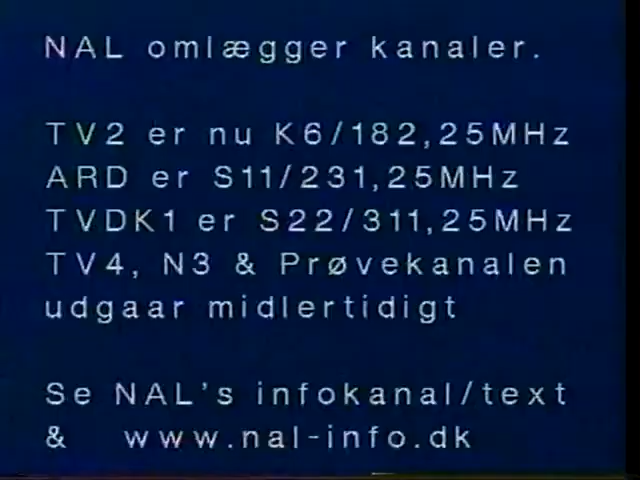 NAL omlægger kanaler.
TV2 er nu K6/182,25MHz
ARD er S11/231,25MHz
TVDK1 er S22/311,25MHz
TV4, N3 & Prøvekanalen
udgaar midlertidigt
Se NAL's infokanal/text
& www.nal-info.dk